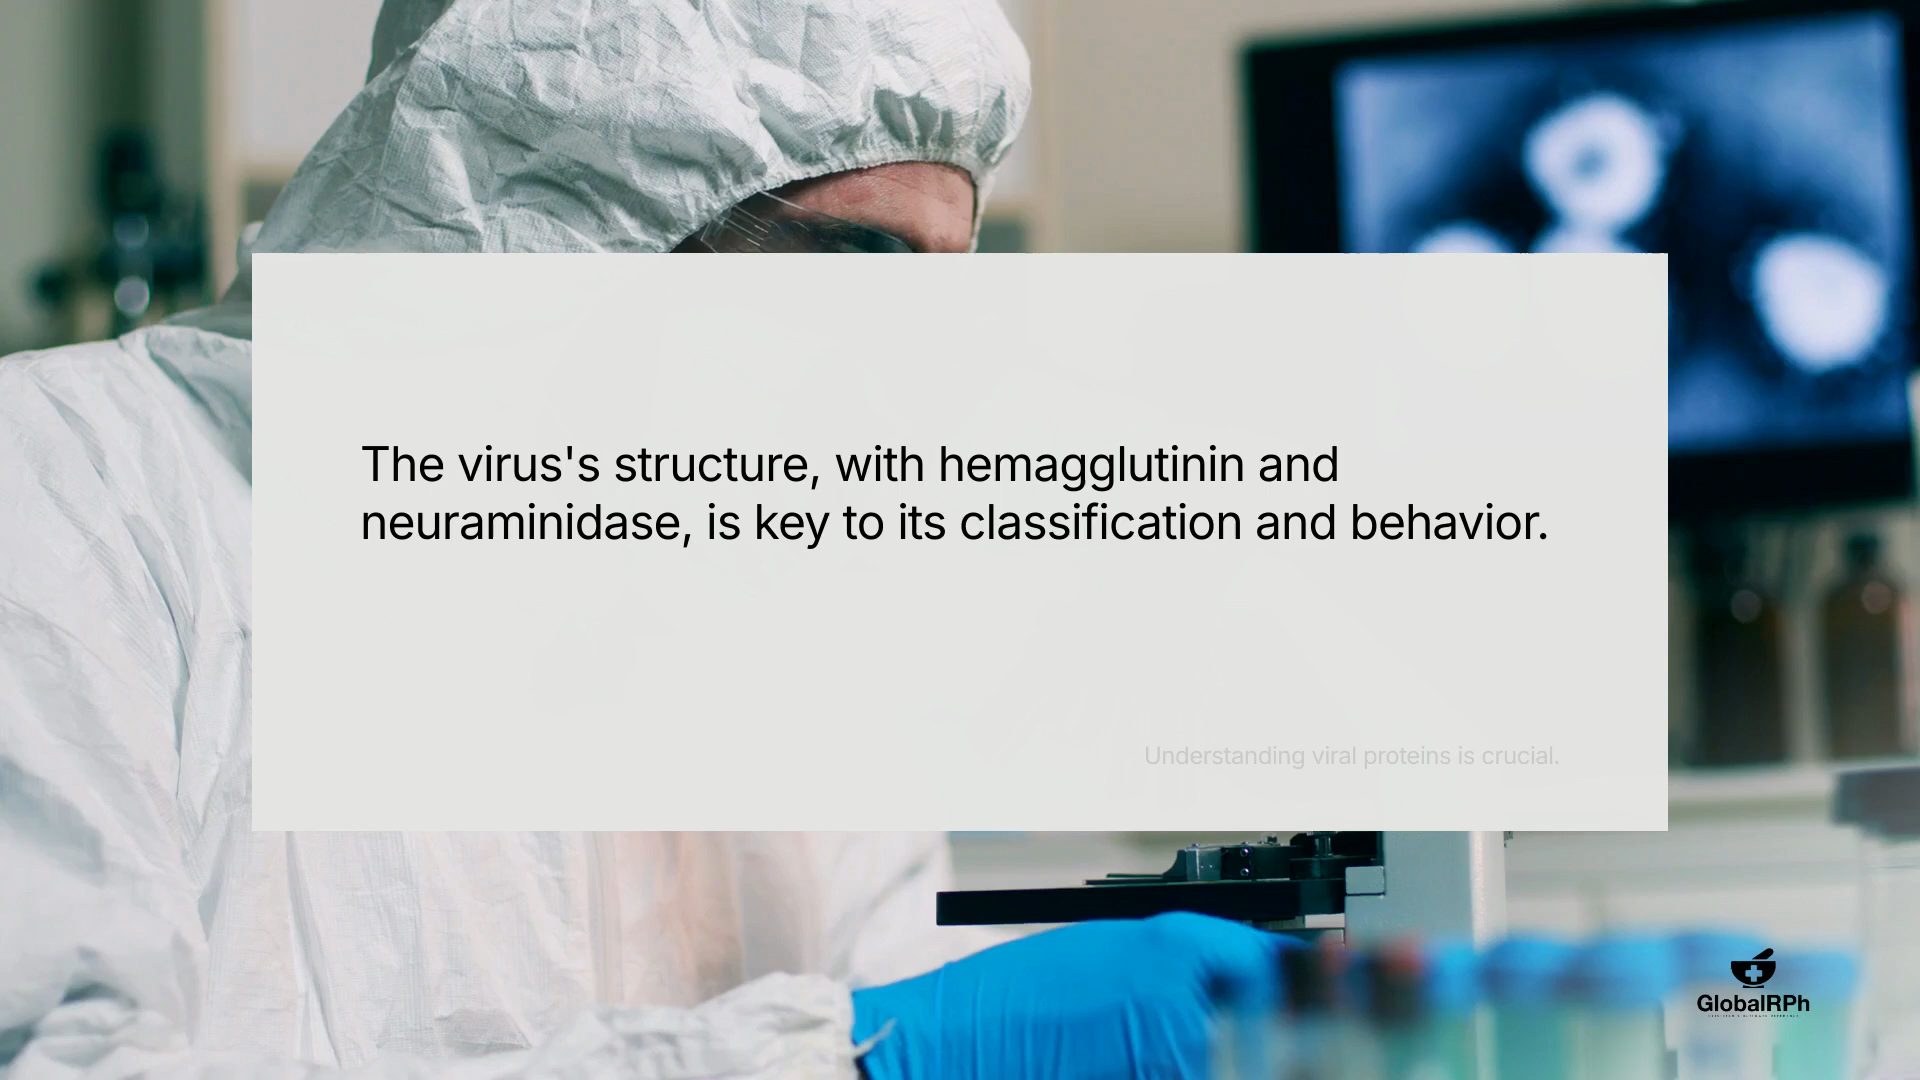 The virus's structure, with hemagglutinin and
neuraminidase, is key to its classification and behavior.
Understanding viral proteins is crucial.
GlobalRPh